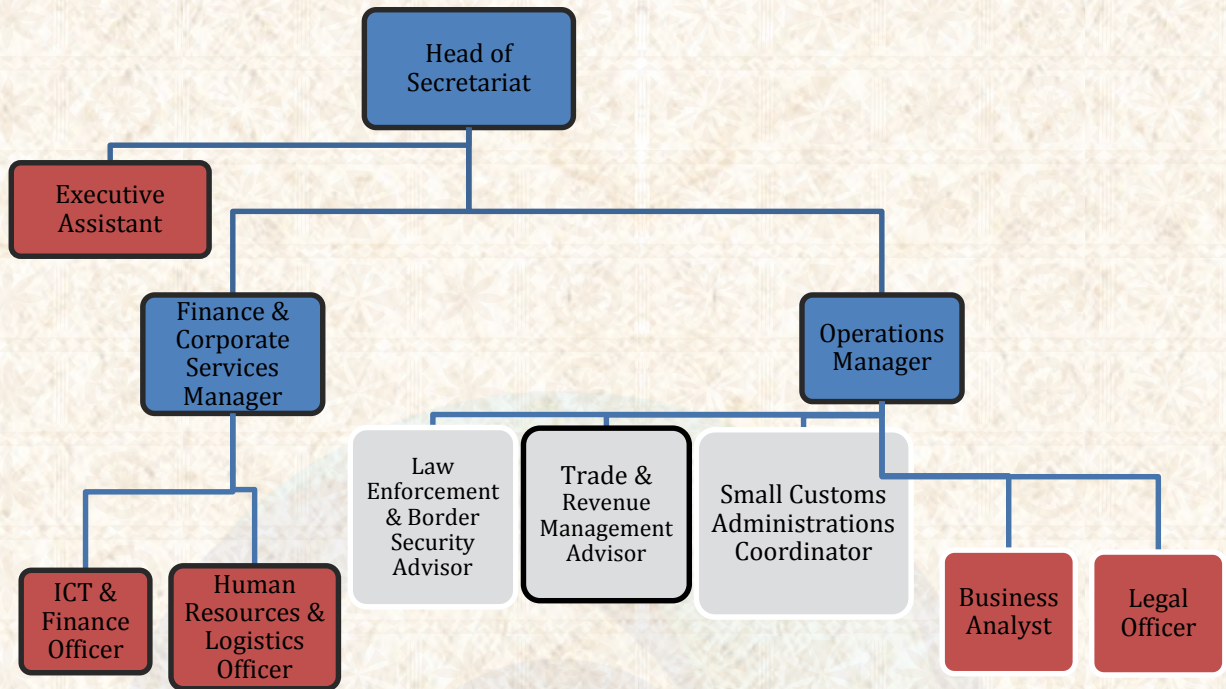 Head of
Secretariat
Executive
Assistant
Finance &
Corporate
Services
Manager
Operations
Manager
Law
Enforcement
& Border
Security
Advisor
Trade &
Revenue
Management
Advisor
Small Customs
Administrations
Coordinator
ICT &
Finance
Officer
Human
Resources &
Logistics
Officer
Business
Analyst
Legal
Officer